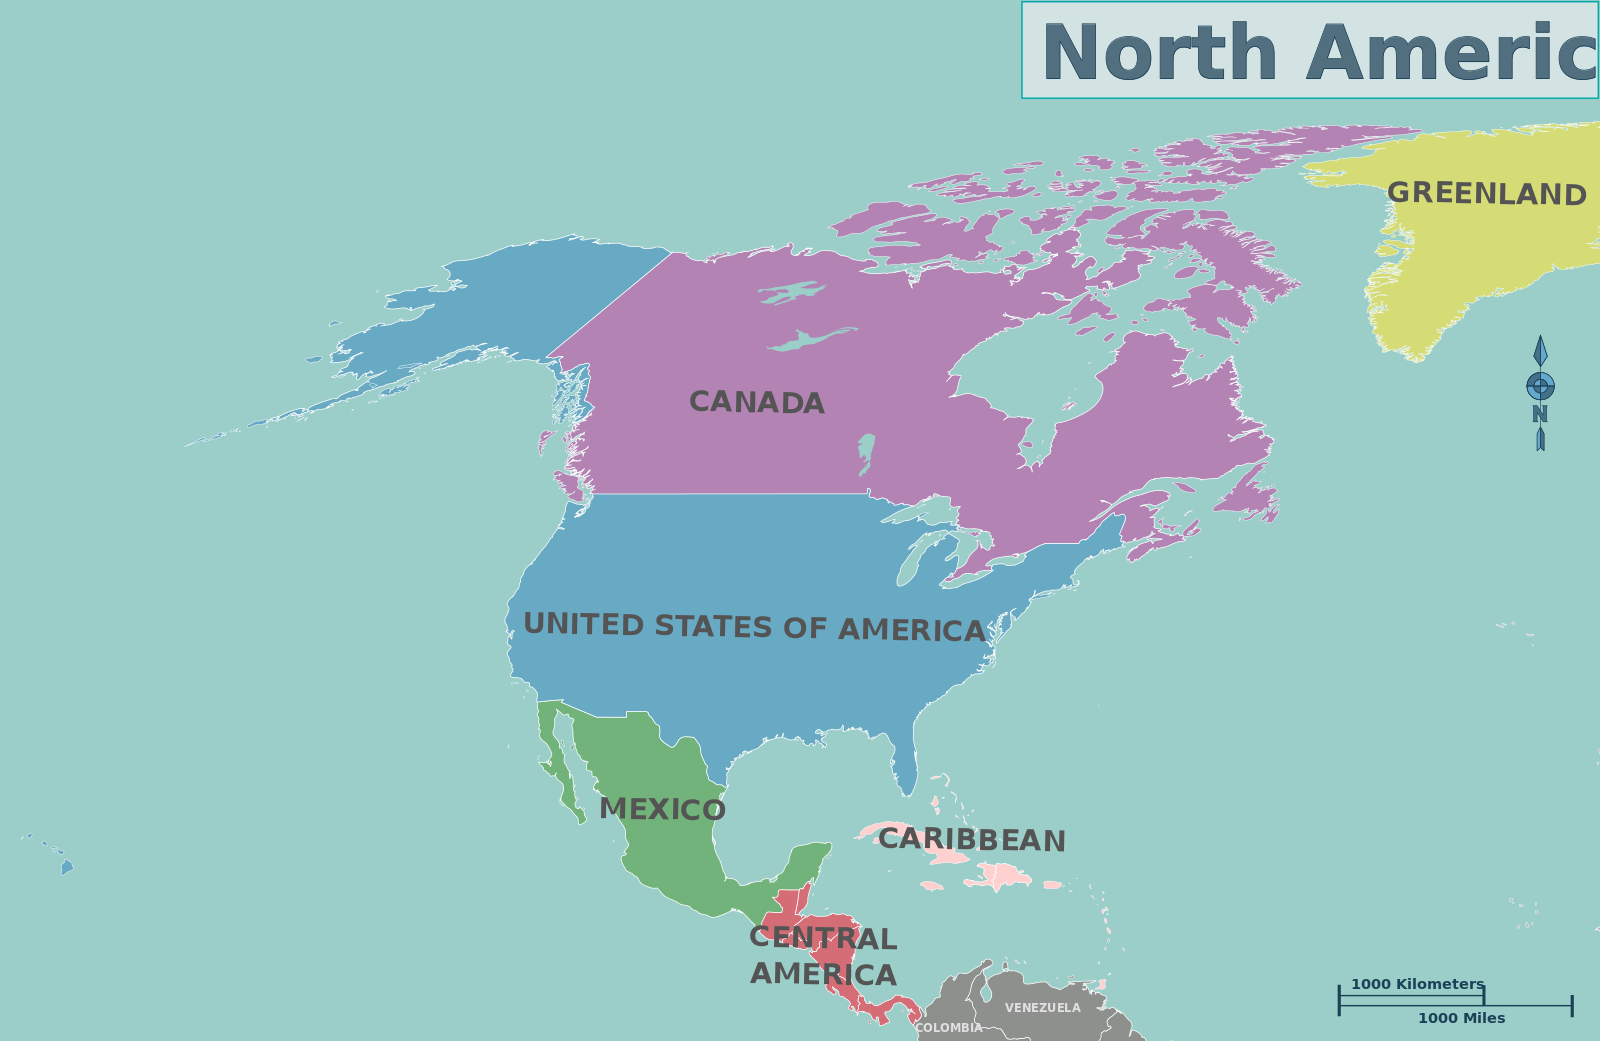 North Americ
GREENLAND
CANADA
N
UNITED STATES OF AMERICA
MEXICO
CARIBBEAN
CENTRAL
AMERICA
1000 Kilometers
VENEZUELA
1000 Miles
COLOMBIA